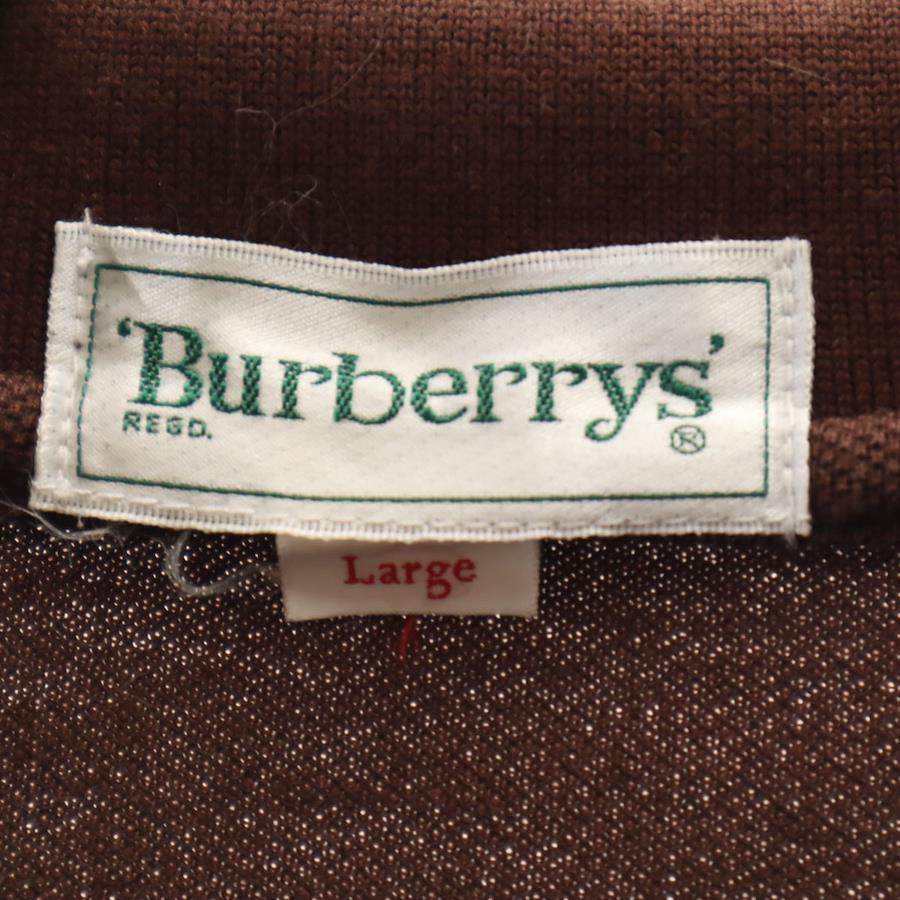 ‘Burberrys’
REGD. ®
Large